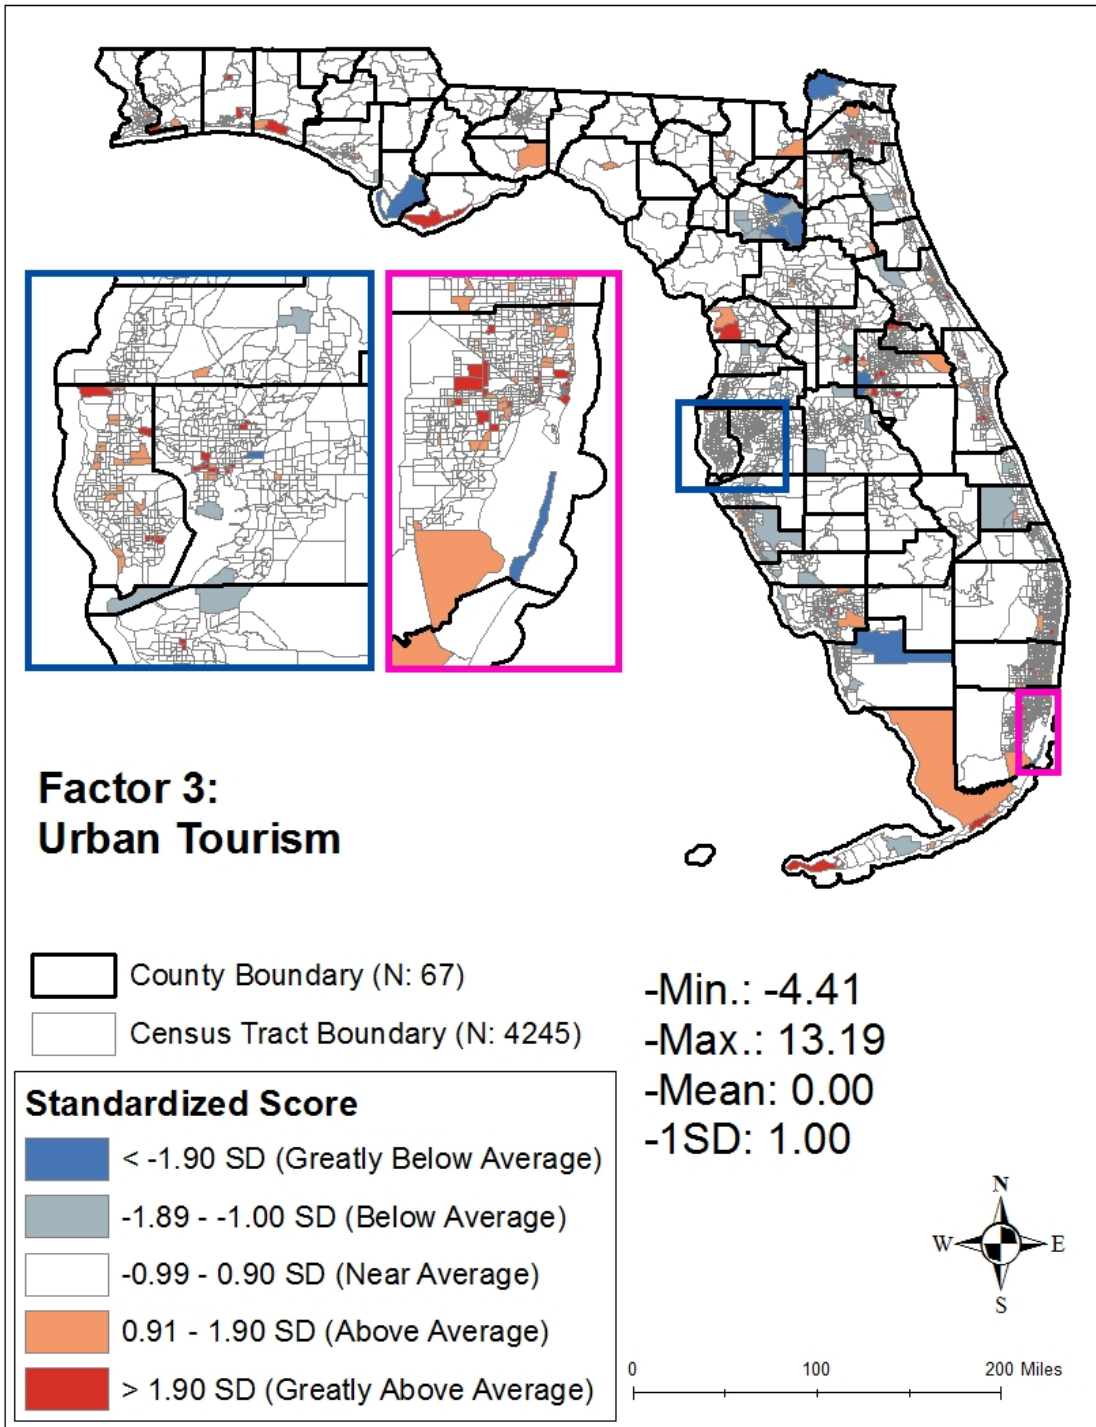 Factor 3:
Urban Tourism
County Boundary (N: 67)
Census Tract Boundary (N: 4245)
Standardized Score
< -1.90 SD (Greatly Below Average)
-1.89 - -1.00 SD (Below Average)
-0.99 - 0.90 SD (Near Average)
0.91 - 1.90 SD (Above Average)
> 1.90 SD (Greatly Above Average)
-Min.: -4.41
-Max.: 13.19
-Mean: 0.00
-1SD: 1.00
N
W E
S
0 100 200 Miles